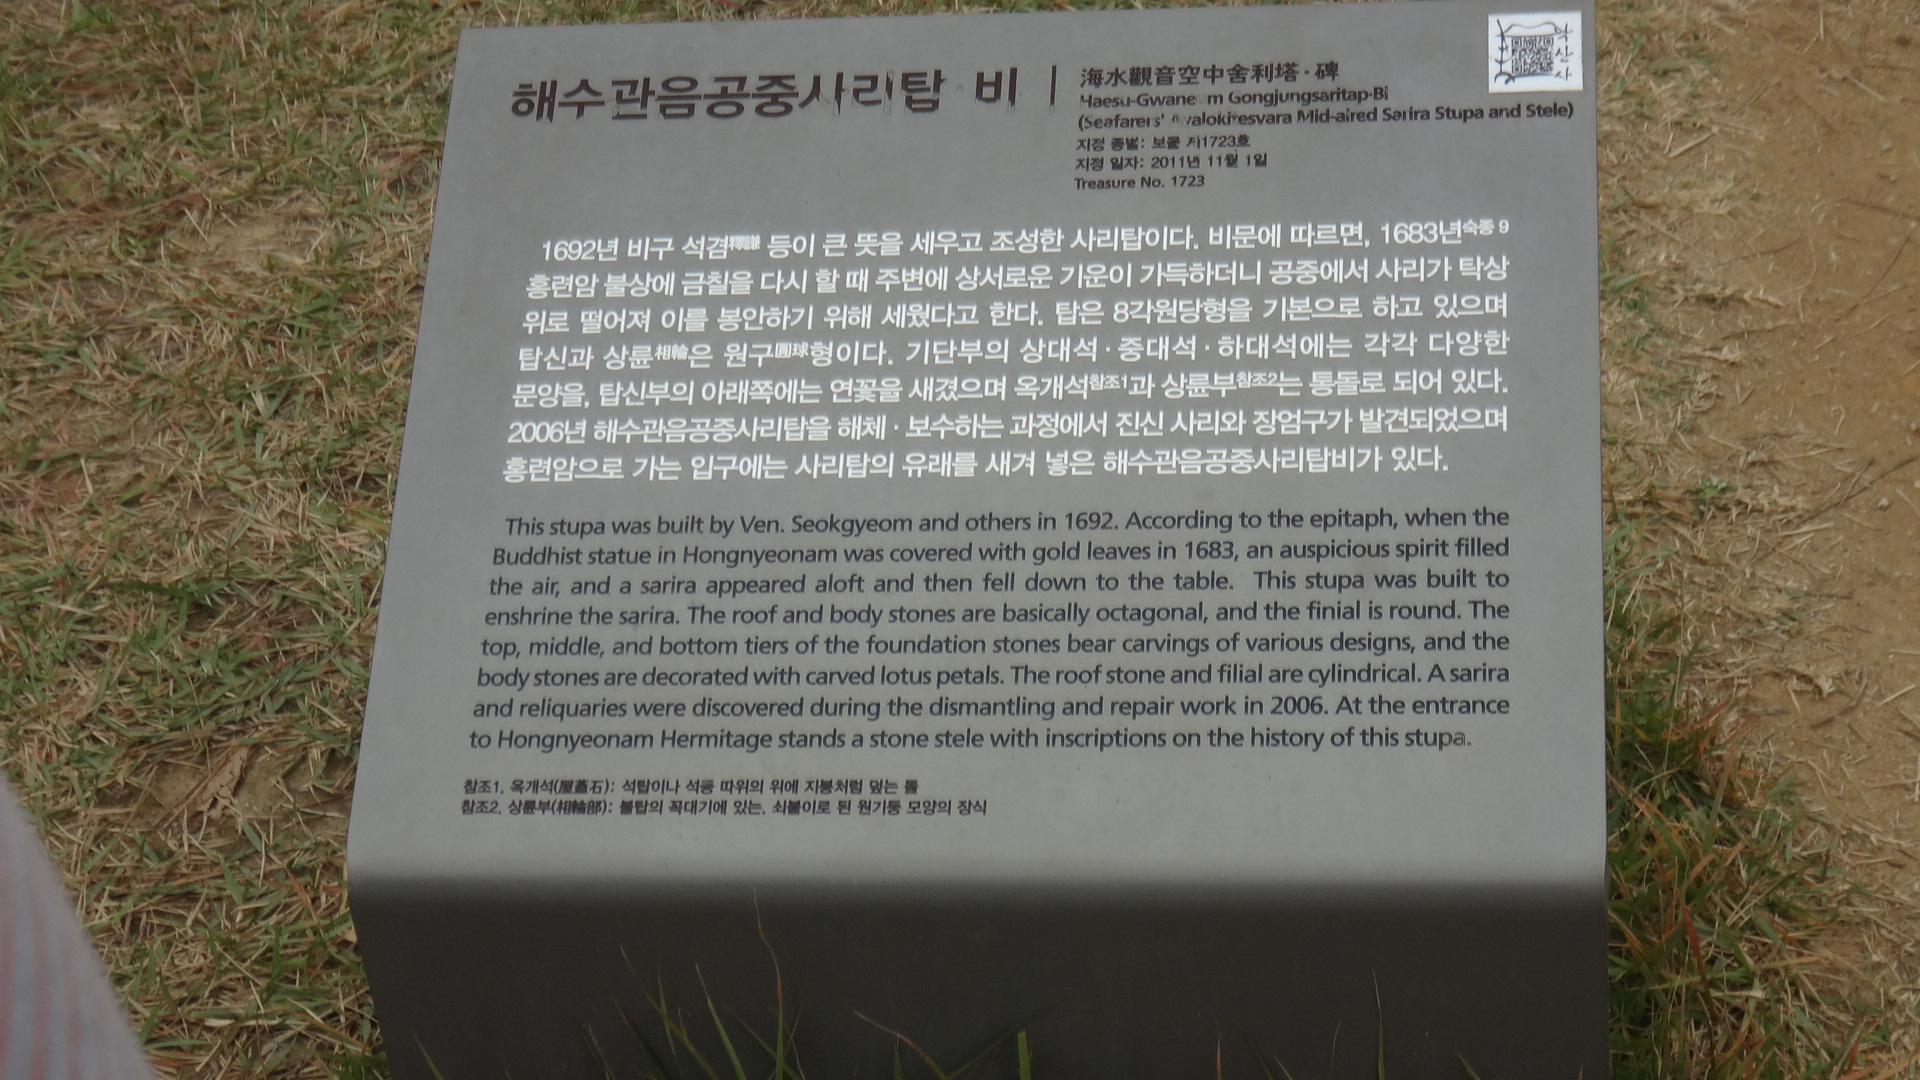 해수관음공중사리탑 비
海水觀音空中舍利塔·碑
Gongjungsaritap·Bi
(Seafarers' Mid-aired Sarira Stupa and Stele)
지정 종별: 보물 제1723호
지정 일자: 2011년 11월 1일
Treasure No. 1723
낙산사
1692년 비구 석겸釋謙 등이 큰 뜻을 세우고 조성한 사리탑이다. 비문에 따르면, 1683년숙종 9
홍련암 불상에 금칠을 다시 할 때 주변에 상서로운 기운이 가득하더니 공중에서 사리가 탁상
위로 떨어져 이를 봉안하기 위해 세웠다고 한다. 탑은 8각원당형을 기본으로 하고 있으며
탑신과 상륜相輪은 원구圓球형이다. 기단부의 상대석·중대석·하대석에는 각각 다양한
문양을, 탑신부의 아래쪽에는 연꽃을 새겼으며 옥개석참조1과 상륜부참조2는 통돌로 되어 있다.
2006년 해수관음공중사리탑을 해체·보수하는 과정에서 진신 사리와 장엄구가 발견되었으며
홍련암으로 가는 입구에는 사리탑의 유래를 새겨 넣은 해수관음공중사리탑비가 있다.
This stupa was built by Ven. Seokgyeom and others in 1692. According to the epitaph, when the
Buddhist statue in Hongnyeonam was covered with gold leaves in 1683, an auspicious spirit filled
the air, and a sarira appeared aloft and then fell down to the table. This stupa was built to
enshrine the sarira. The roof and body stones are basically octagonal, and the finial is round. The
top, middle, and bottom tiers of the foundation stones bear carvings of various designs, and the
body stones are decorated with carved lotus petals. The roof stone and filial are cylindrical. A sarira
and reliquaries were discovered during the dismantling and repair work in 2006. At the entrance
to Hongnyeonam Hermitage stands a stone stele with inscriptions on the history of this stupa.
참조1. 옥개석(屋蓋石): 석탑이나 석등 따위의 위에 지붕처럼 덮는 돌
참조2. 상륜부(相輪部): 불탑의 꼭대기에 있는, 쇠붙이로 된 원기둥 모양의 장식